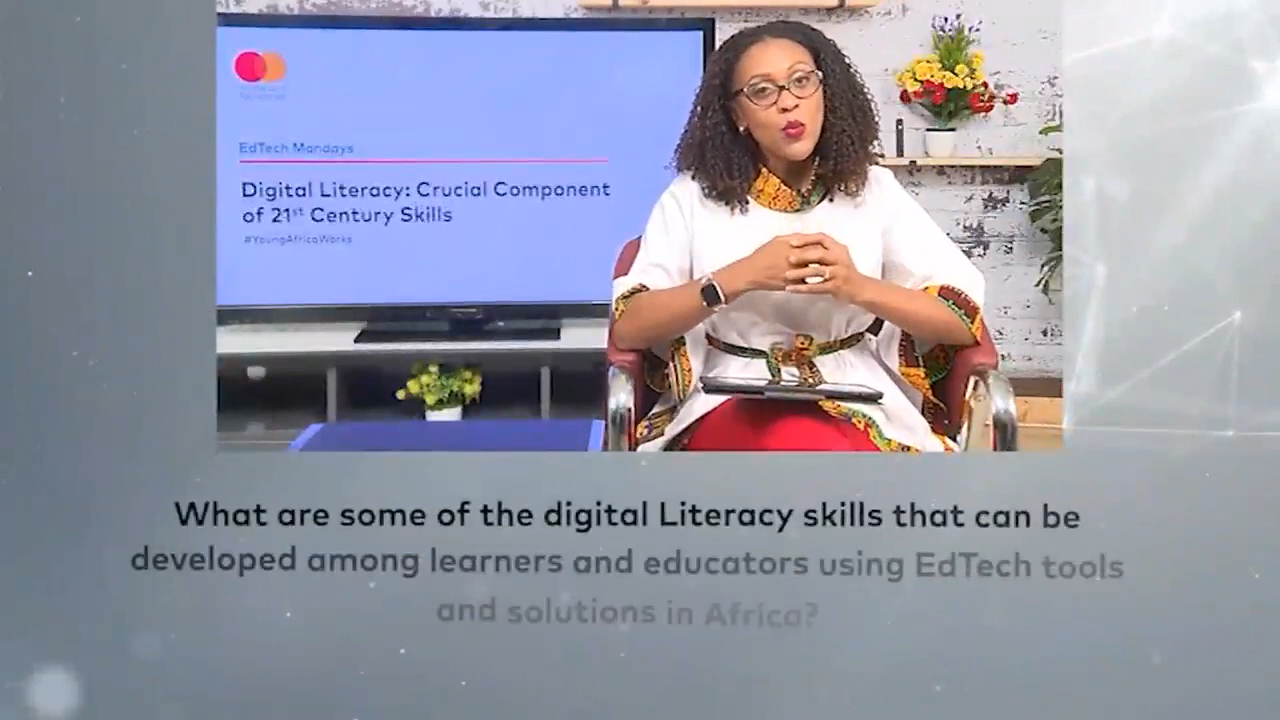 EdTech Mondays
Digital Literacy: Crucial Component
of 21st Century Skills
#YoungAfricaWorks
What are some of the digital Literacy skills that can be
developed among learners and educators using EdTech tools
and solutions in Africa?